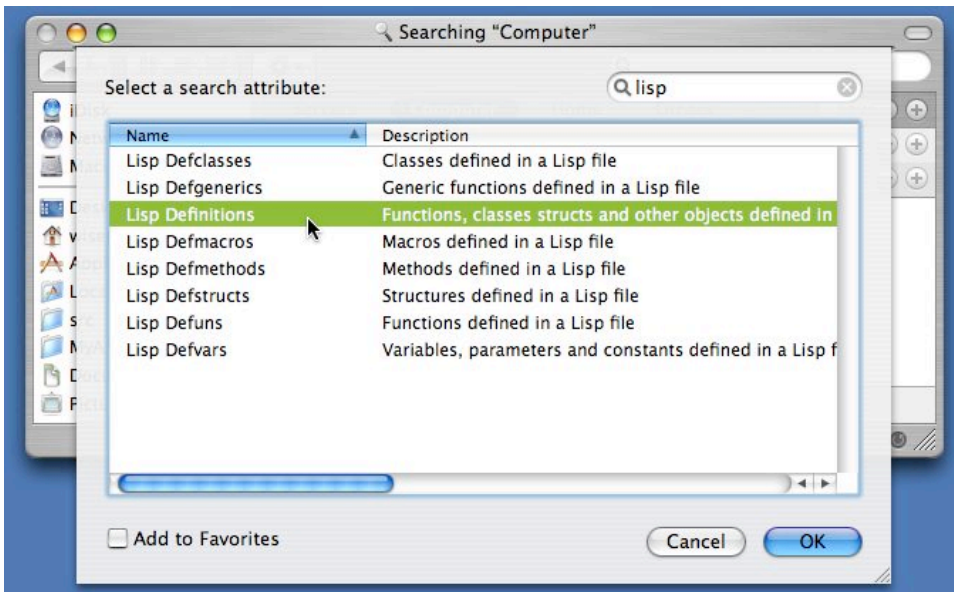 Searching “Computer”
Select a search attribute:
lisp
Name Description
Lisp Defclasses Classes defined in a Lisp file
Lisp Defgenerics Generic functions defined in a Lisp file
Lisp Definitions Functions, classes structs and other objects defined in
Lisp Defmacros Macros defined in a Lisp file
Lisp Defmethods Methods defined in a Lisp file
Lisp Defstructs Structures defined in a Lisp file
Lisp Defuns Functions defined in a Lisp file
Lisp Defvars Variables, parameters and constants defined in a Lisp f
Add to Favorites Cancel OK